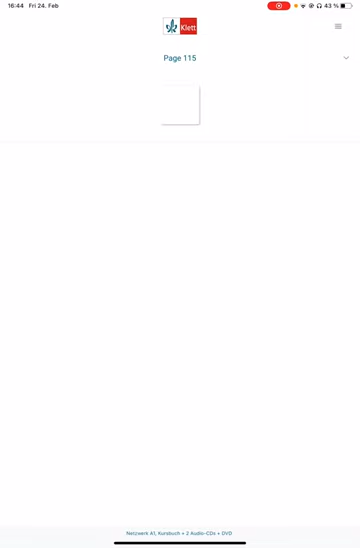 16:44 Fri 24. Feb 43 %
Klett
Page 115
Netzwerk A1, Kursbuch + 2 Audio-CDs + DVD